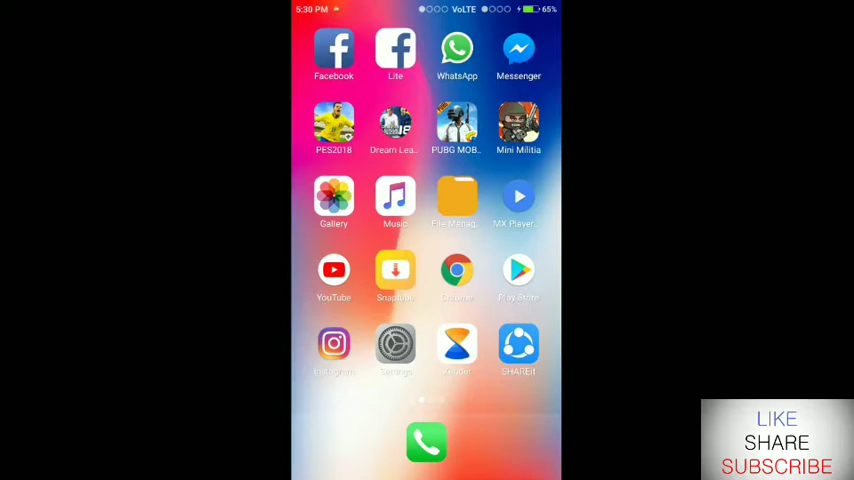 5:30 PM VoLTE 65%
Facebook Lite WhatsApp Messenger
PES2018 Dream Lea.. PUBG MOB.. Mini Militia
Gallery Music File Manag.. MX Player..
YouTube Snaptube Chrome Play Store
Instagram Settings Xender SHAREit
LIKE
SHARE
SUBSCRIBE